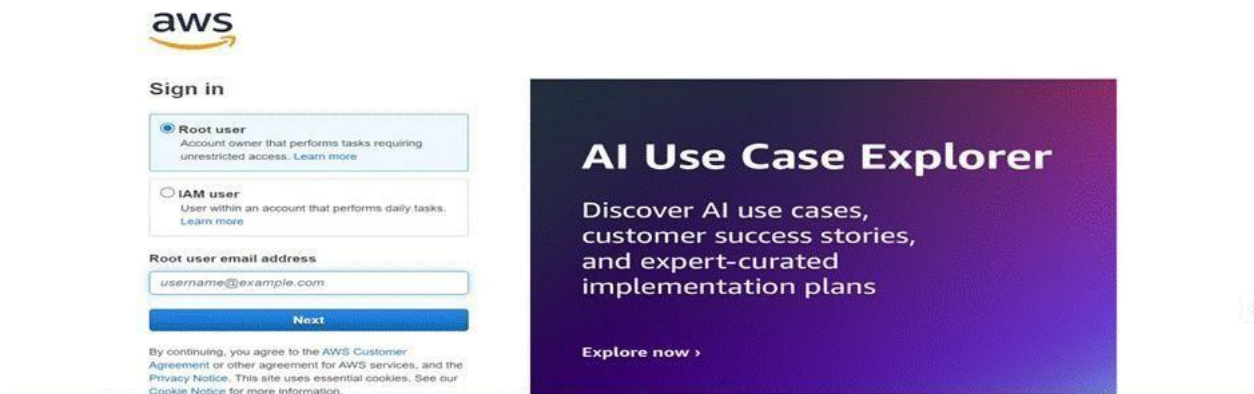 aws
Sign in
Root user
Account owner that performs tasks requiring
unrestricted access. Learn more
IAM user
User within an account that performs daily tasks.
Learn more
Root user email address
username@example.com
Next
By continuing, you agree to the AWS Customer
Agreement or other agreement for AWS services, and the
Privacy Notice. This site uses essential cookies. See our
Cookie Notice for more information.
AI Use Case Explorer
Discover AI use cases,
customer success stories,
and expert-curated
implementation plans
Explore now ›